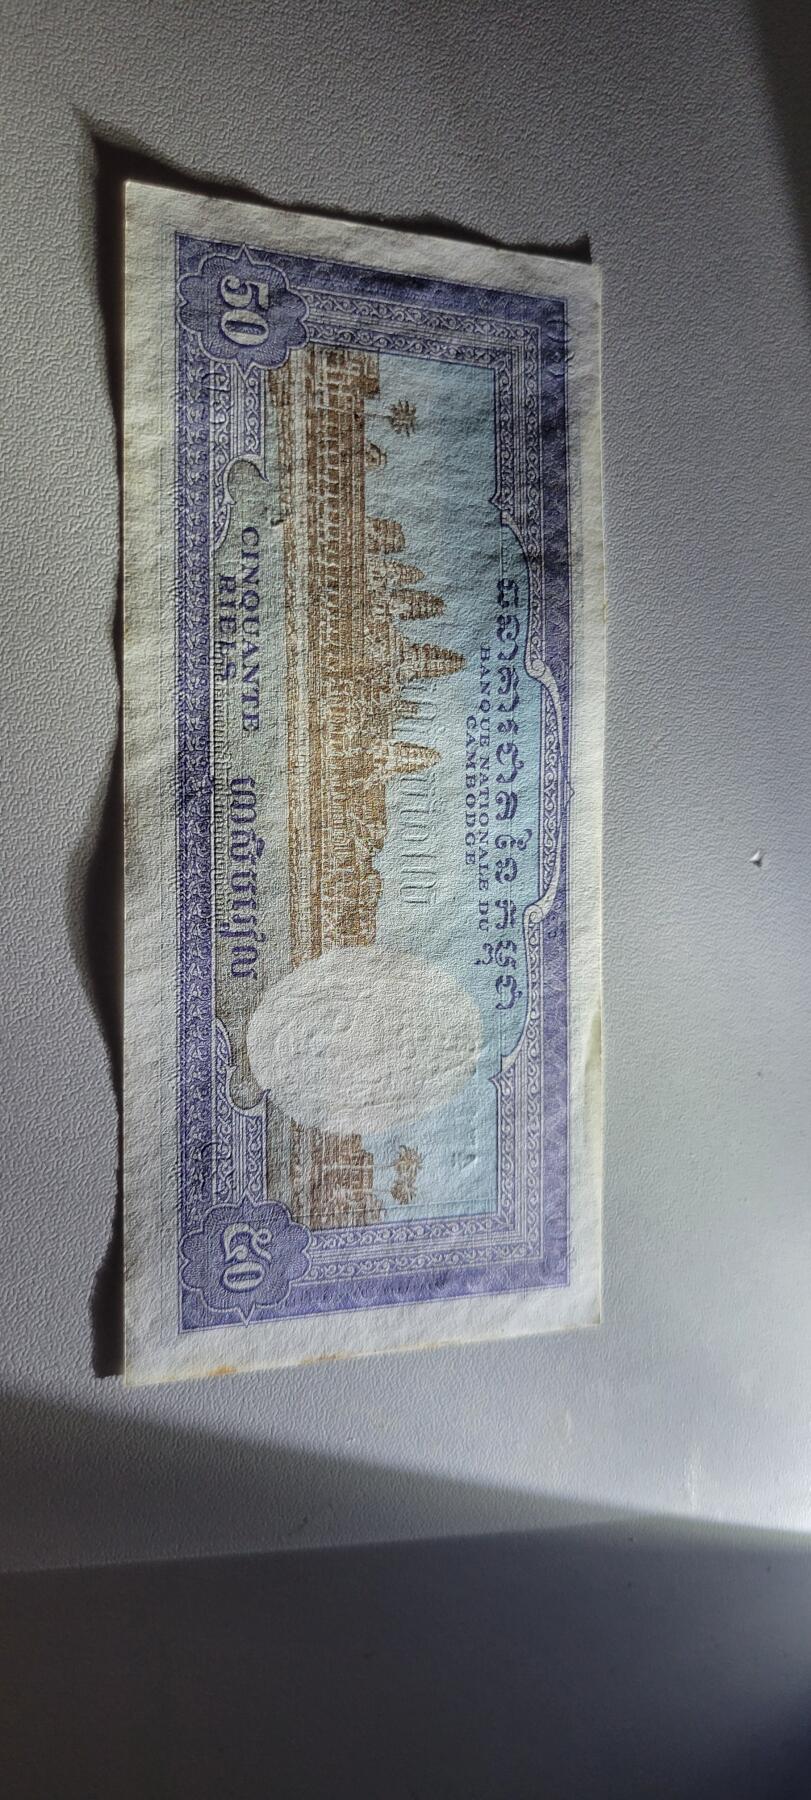 ធនាគារជាតិនៃកម្ពុជា
BANQUE NATIONALE DU
CAMBODGE
CINQUANTE
RIELS
ហាសិបរៀល
50
៥០